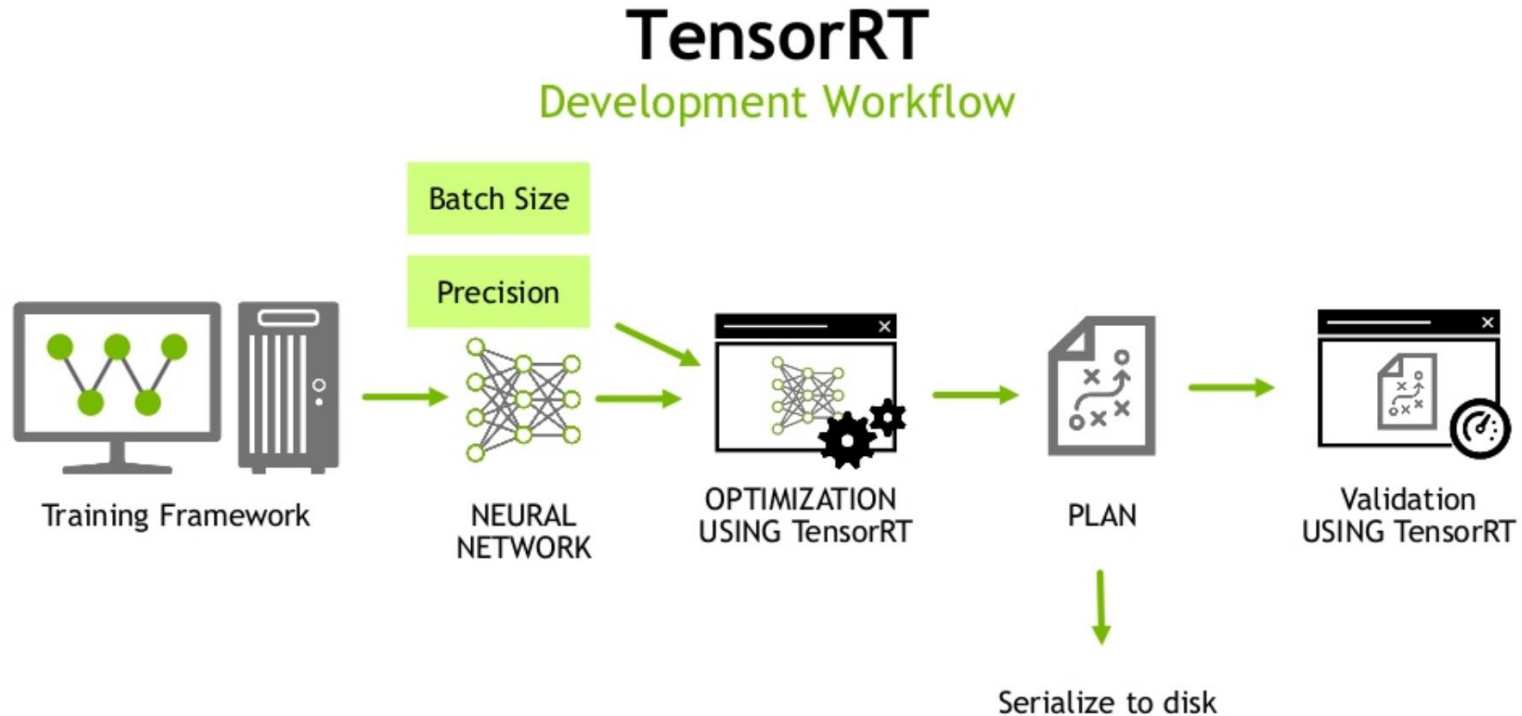 TensorRT
Development Workflow
Batch Size
Precision
Training Framework
NEURAL
NETWORK
OPTIMIZATION
USING TensorRT
PLAN
Validation
USING TensorRT
Serialize to disk